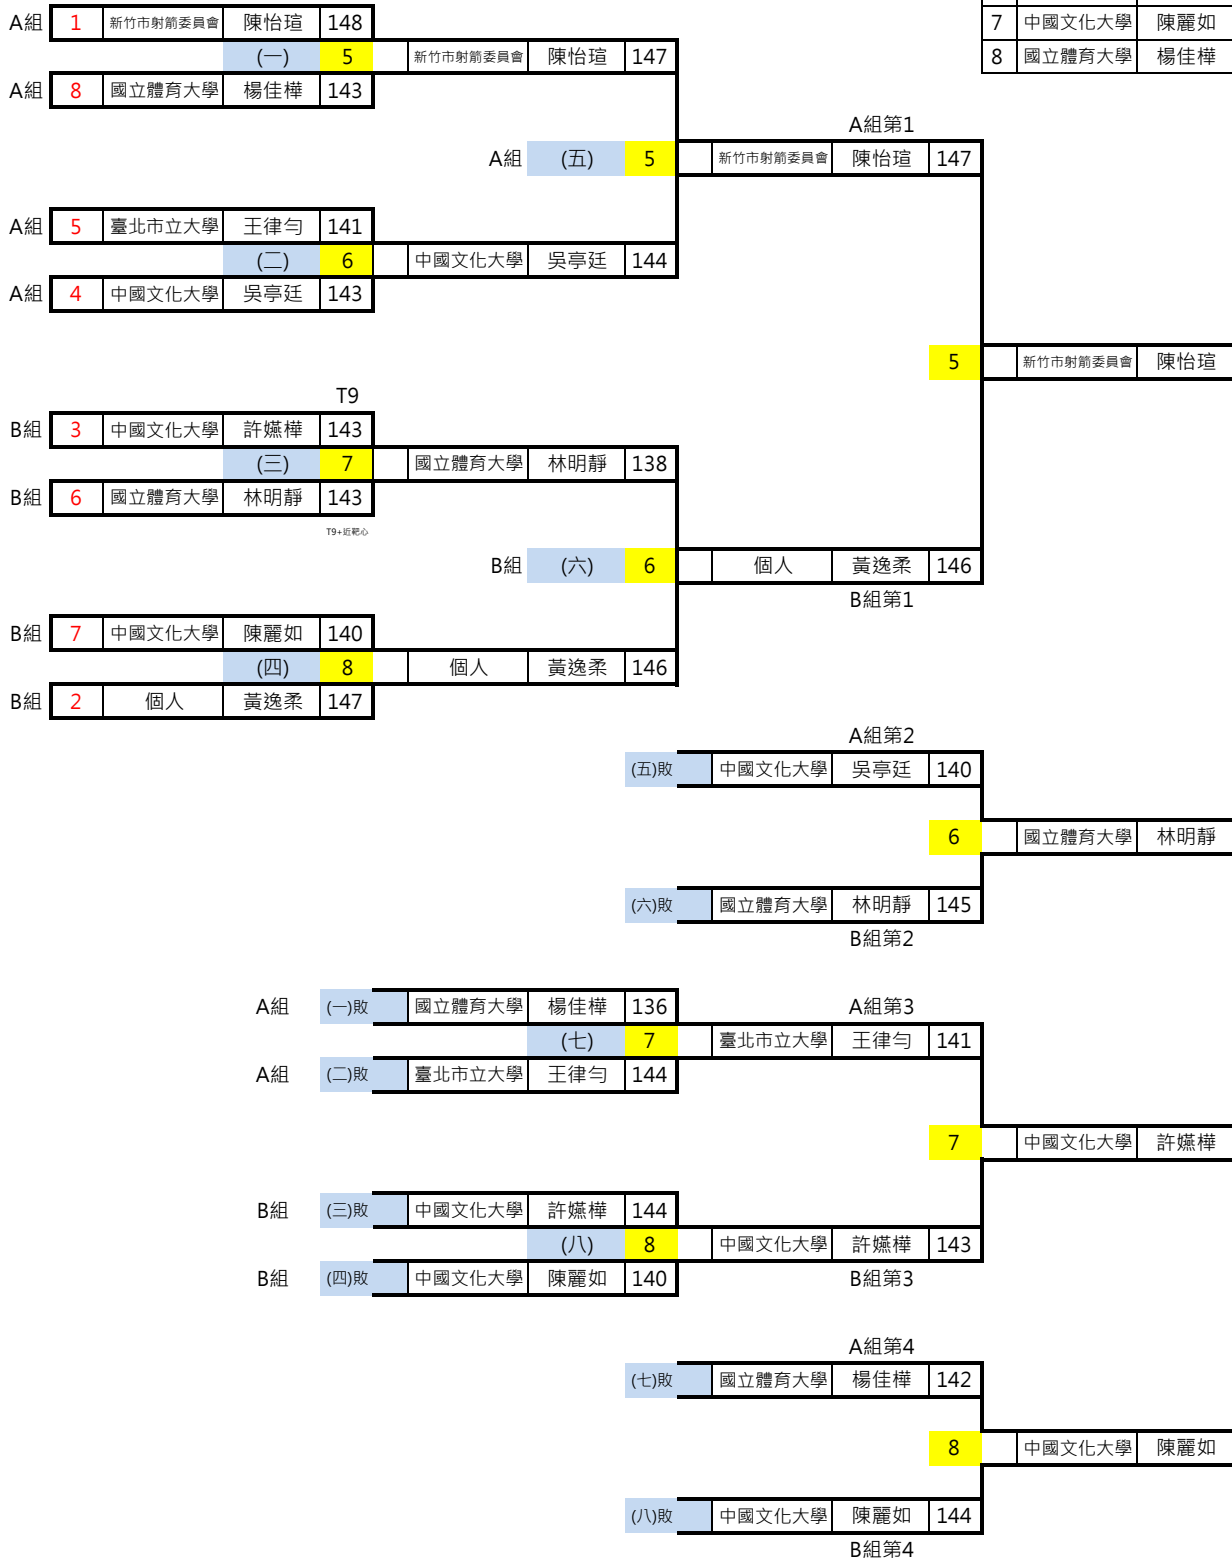 A組 1 新竹市射箭委員會 陳怡瑄 148
7 中國文化大學 陳麗如
(一) 5 新竹市射箭委員會 陳怡瑄 147
8 國立體育大學 楊佳樺
A組 8 國立體育大學 楊佳樺 143
A組第1
A組 (五) 5 新竹市射箭委員會 陳怡瑄 147
A組 5 臺北市立大學 王律勻 141
(二) 6 中國文化大學 吳亭廷 144
A組 4 中國文化大學 吳亭廷 143
5 新竹市射箭委員會 陳怡瑄
T9
B組 3 中國文化大學 許嬿樺 143
(三) 7 國立體育大學 林明靜 138
B組 6 國立體育大學 林明靜 143
T9+近靶心
B組 (六) 6 個人 黃逸柔 146
B組第1
B組 7 中國文化大學 陳麗如 140
(四) 8 個人 黃逸柔 146
B組 2 個人 黃逸柔 147
A組第2
(五)敗 中國文化大學 吳亭廷 140
6 國立體育大學 林明靜
(六)敗 國立體育大學 林明靜 145
B組第2
A組 (一)敗 國立體育大學 楊佳樺 136 A組第3
(七) 7 臺北市立大學 王律勻 141
A組 (二)敗 臺北市立大學 王律勻 144
7 中國文化大學 許嬿樺
B組 (三)敗 中國文化大學 許嬿樺 144
(八) 8 中國文化大學 許嬿樺 143
B組 (四)敗 中國文化大學 陳麗如 140 B組第3
A組第4
(七)敗 國立體育大學 楊佳樺 142
8 中國文化大學 陳麗如
(八)敗 中國文化大學 陳麗如 144
B組第4